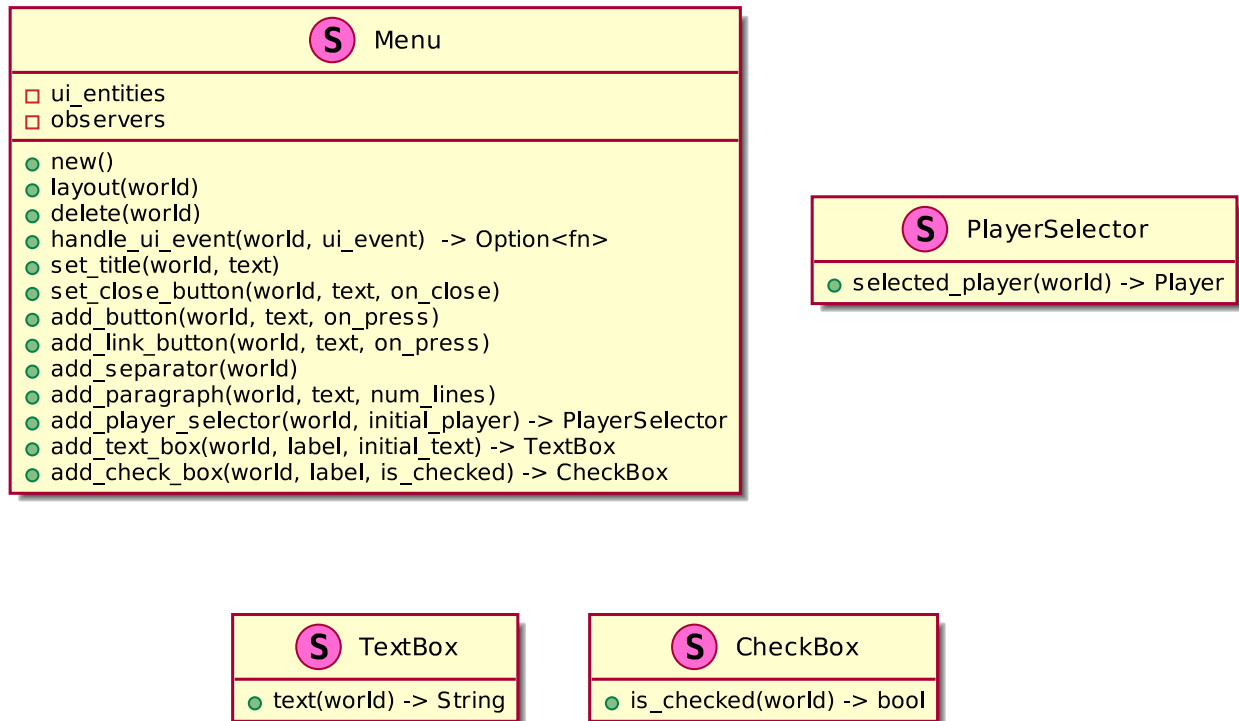 S Menu
ui_entities
observers
new()
layout(world)
delete(world)
handle_ui_event(world, ui_event) -> Option<fn>
set_title(world, text)
set_close_button(world, text, on_close)
add_button(world, text, on_press)
add_link_button(world, text, on_press)
add_separator(world)
add_paragraph(world, text, num_lines)
add_player_selector(world, initial_player) -> PlayerSelector
add_text_box(world, label, initial_text) -> TextBox
add_check_box(world, label, is_checked) -> CheckBox
S PlayerSelector
selected_player(world) -> Player
S TextBox
text(world) -> String
S CheckBox
is_checked(world) -> bool